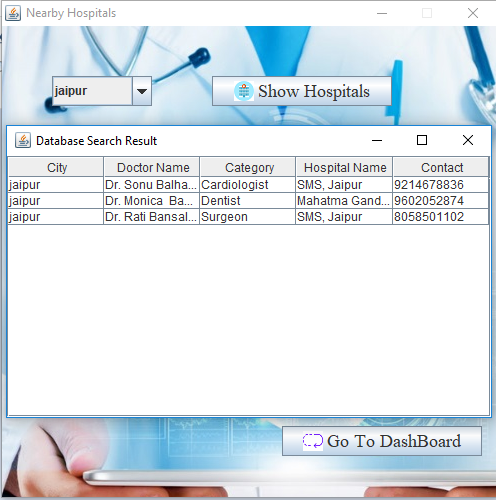 Nearby Hospitals
jaipur
Show Hospitals
Database Search Result
City Doctor Name Category Hospital Name Contact
jaipur Dr. Sonu Balha... Cardiologist SMS, Jaipur 9214678836
jaipur Dr. Monica Ba... Dentist Mahatma Gand... 9602052874
jaipur Dr. Rati Bansal... Surgeon SMS, Jaipur 8058501102
Go To DashBoard